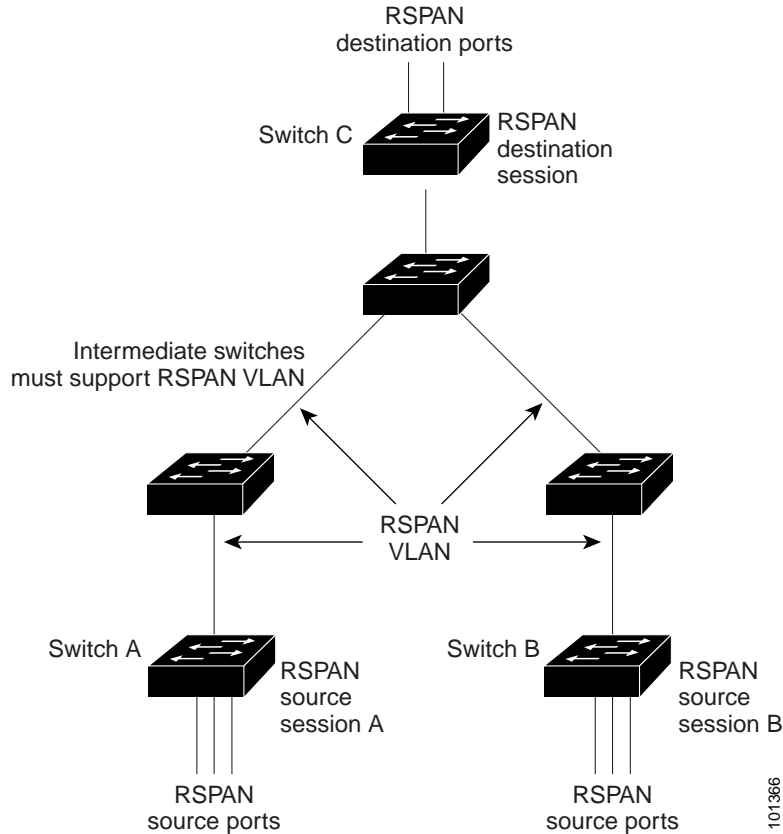 RSPAN
destination ports
Switch C
RSPAN
destination
session
Intermediate switches
must support RSPAN VLAN
RSPAN
VLAN
Switch A
RSPAN
source
session A
Switch B
RSPAN
source
session B
RSPAN
source ports
RSPAN
source ports
101366